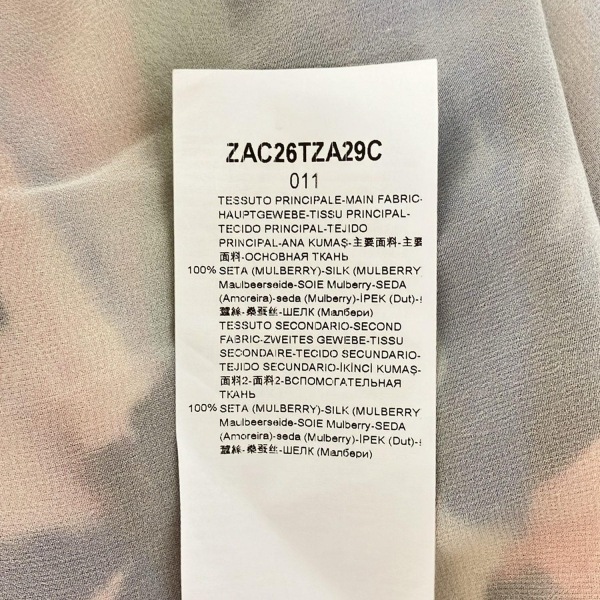 ZAC26TZA29C
011
TESSUTO PRINCIPALE-MAIN FABRIC-
HAUPTGEWEBE-TISSU PRINCIPAL-
TECIDO PRINCIPAL-TEJIDO
PRINCIPAL-ANA KUMAŞ-主要面料-主要
面料-ОСНОВНАЯ ТКАНЬ
100% SETA (MULBERRY)-SILK (MULBERRY
Maulbeerseide-SOIE Mulberry-SEDA
(Amoreira)-seda (Mulberry)-İPEK (Dut)-
蠶絲-桑蚕丝-ШЕЛК (Малбери)
TESSUTO SECONDARIO-SECOND
FABRIC-ZWEITES GEWEBE-TISSU
SECONDAIRE-TECIDO SECUNDARIO-
TEJIDO SECUNDARIO-İKİNCİ KUMAŞ-
面料2-面料2-ВСПОМОГАТЕЛЬНАЯ
ТКАНЬ
100% SETA (MULBERRY)-SILK (MULBERRY
Maulbeerseide-SOIE Mulberry-SEDA
(Amoreira)-seda (Mulberry)-İPEK (Dut)-
蠶絲-桑蚕丝-ШЕЛК (Малбери)